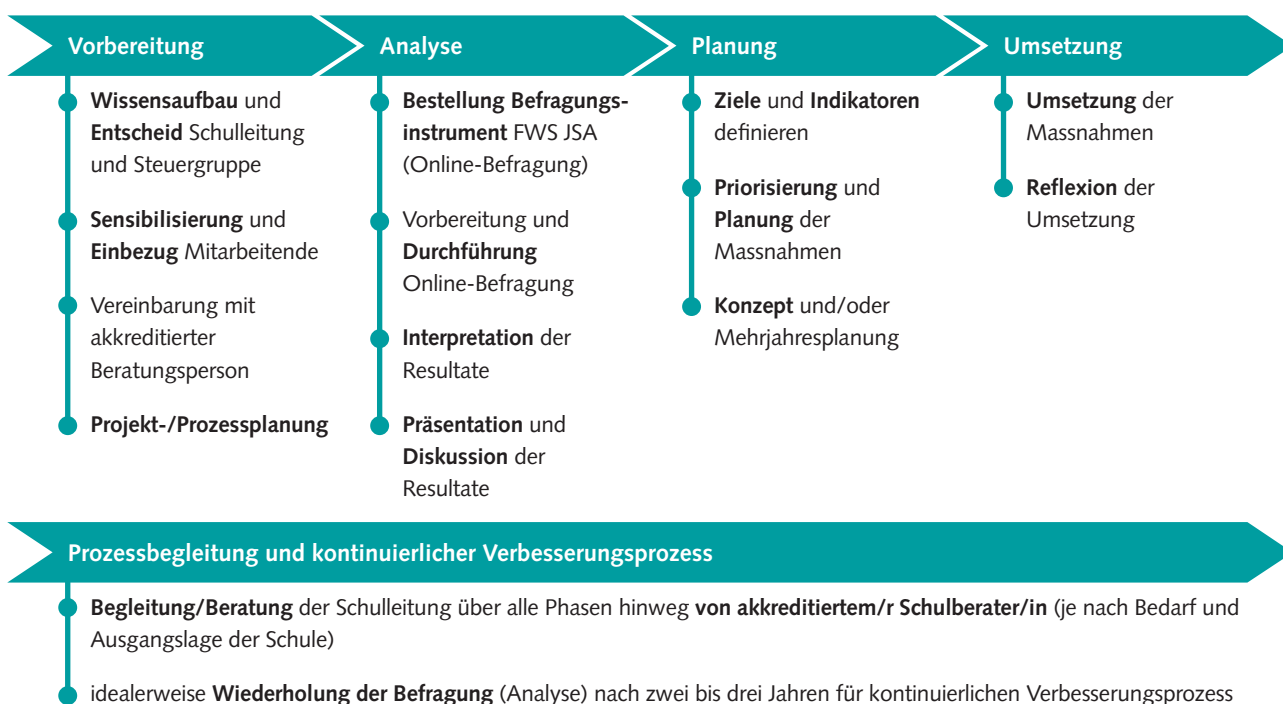 Vorbereitung
Wissensaufbau und
Entscheid Schulleitung
und Steuergruppe
Sensibilisierung und
Einbezug Mitarbeitende
Vereinbarung mit
akkreditierter
Beratungsperson
Projekt-/Prozessplanung
Analyse
Bestellung Befragungs-
instrument FWS JSA
(Online-Befragung)
Vorbereitung und
Durchführung
Online-Befragung
Interpretation der
Resultate
Präsentation und
Diskussion der
Resultate
Planung
Ziele und Indikatoren
definieren
Priorisierung und
Planung der
Massnahmen
Konzept und/oder
Mehrjahresplanung
Umsetzung
Umsetzung der
Massnahmen
Reflexion der
Umsetzung
Prozessbegleitung und kontinuierlicher Verbesserungsprozess
Begleitung/Beratung der Schulleitung über alle Phasen hinweg von akkreditiertem/r Schulberater/in (je nach Bedarf und
Ausgangslage der Schule)
idealerweise Wiederholung der Befragung (Analyse) nach zwei bis drei Jahren für kontinuierlichen Verbesserungsprozess